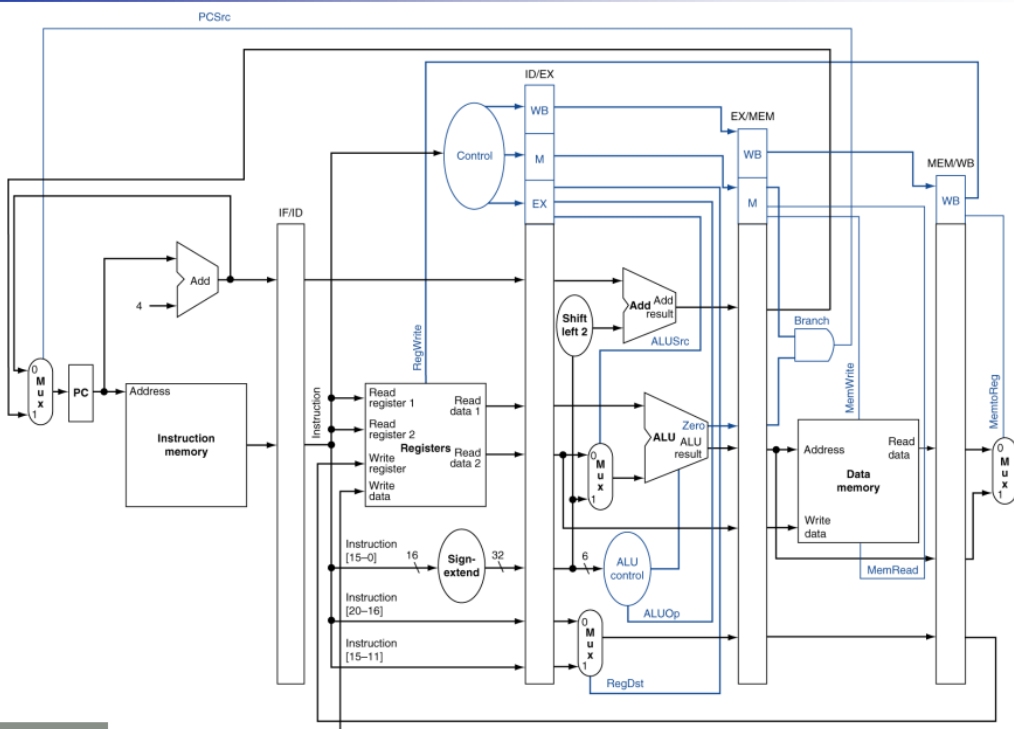 PCSrc
ID/EX
WB
EX/MEM
Control
M
WB
MEM/WB
EX
M
WB
IF/ID
Add
4
Add
Add
result
Shift
left 2
Branch
ALUSrc
RegWrite
MemWrite
MemtoReg
0
M
u
x
1
PC
Address
Instruction
memory
Instruction
Read
register 1
Read
data 1
Read
register 2
Registers
Write
register
Read
data 2
Write
data
0
M
u
x
1
Zero
ALU
ALU
result
Address
Read
data
Data
memory
Write
data
0
M
u
x
1
MemRead
Instruction
[15–0]
16
Sign-
extend
32
6
ALU
control
ALUOp
Instruction
[20–16]
Instruction
[15–11]
0
M
u
x
1
RegDst